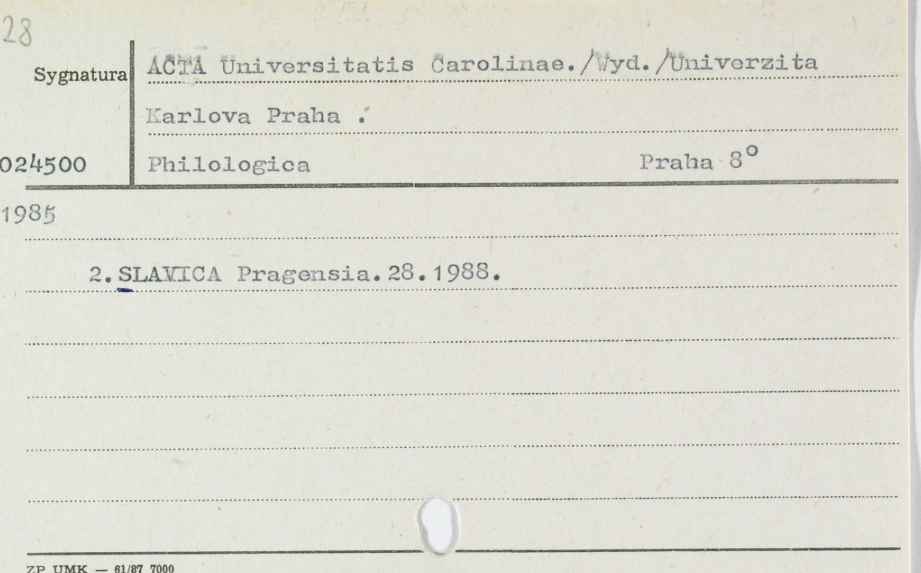 28
Sygnatura
ACTA Universitatis Carolinae./Wyd./Univerzita
Karlova Praha .
024500
Philologica Praha 8°
1985
2.SLAVICA Pragensia.28.1988.
ZP UMK — 61/87 7000